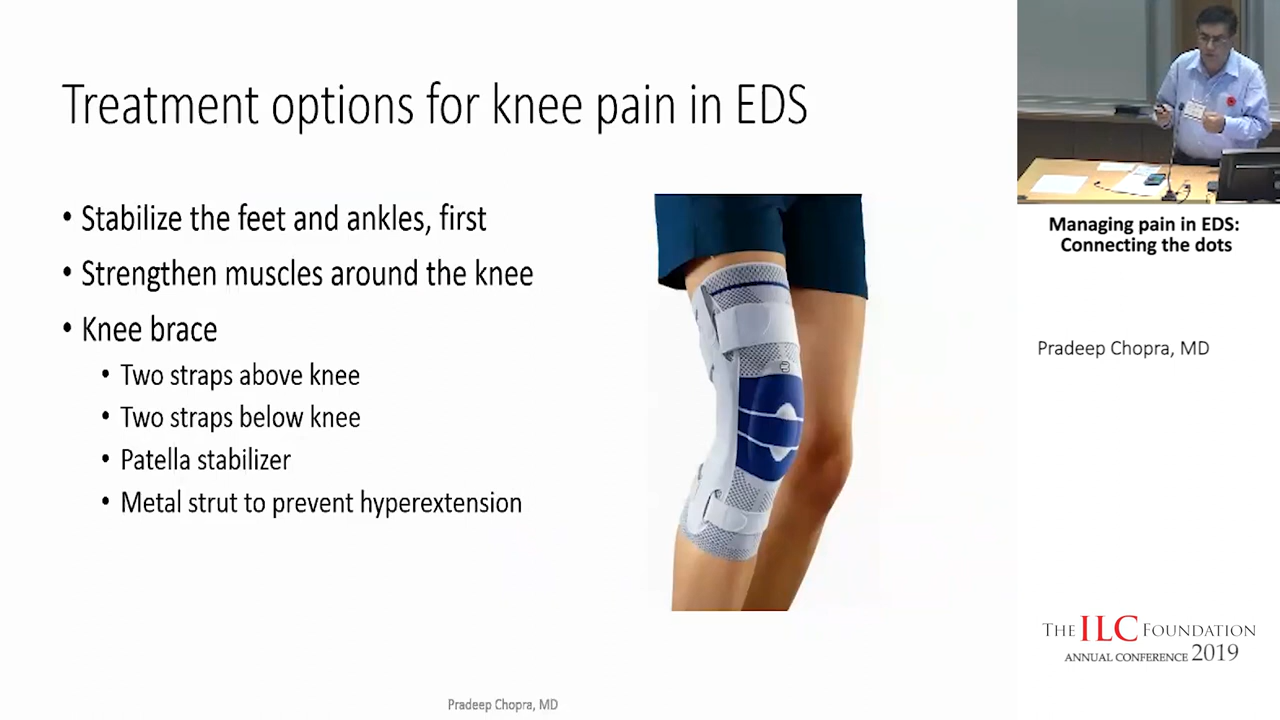 Treatment options for knee pain in EDS
• Stabilize the feet and ankles, first
• Strengthen muscles around the knee
• Knee brace
• Two straps above knee
• Two straps below knee
• Patella stabilizer
• Metal strut to prevent hyperextension
Pradeep Chopra, MD
Managing pain in EDS:
Connecting the dots
Pradeep Chopra, MD
THE ILC FOUNDATION
ANNUAL CONFERENCE 2019